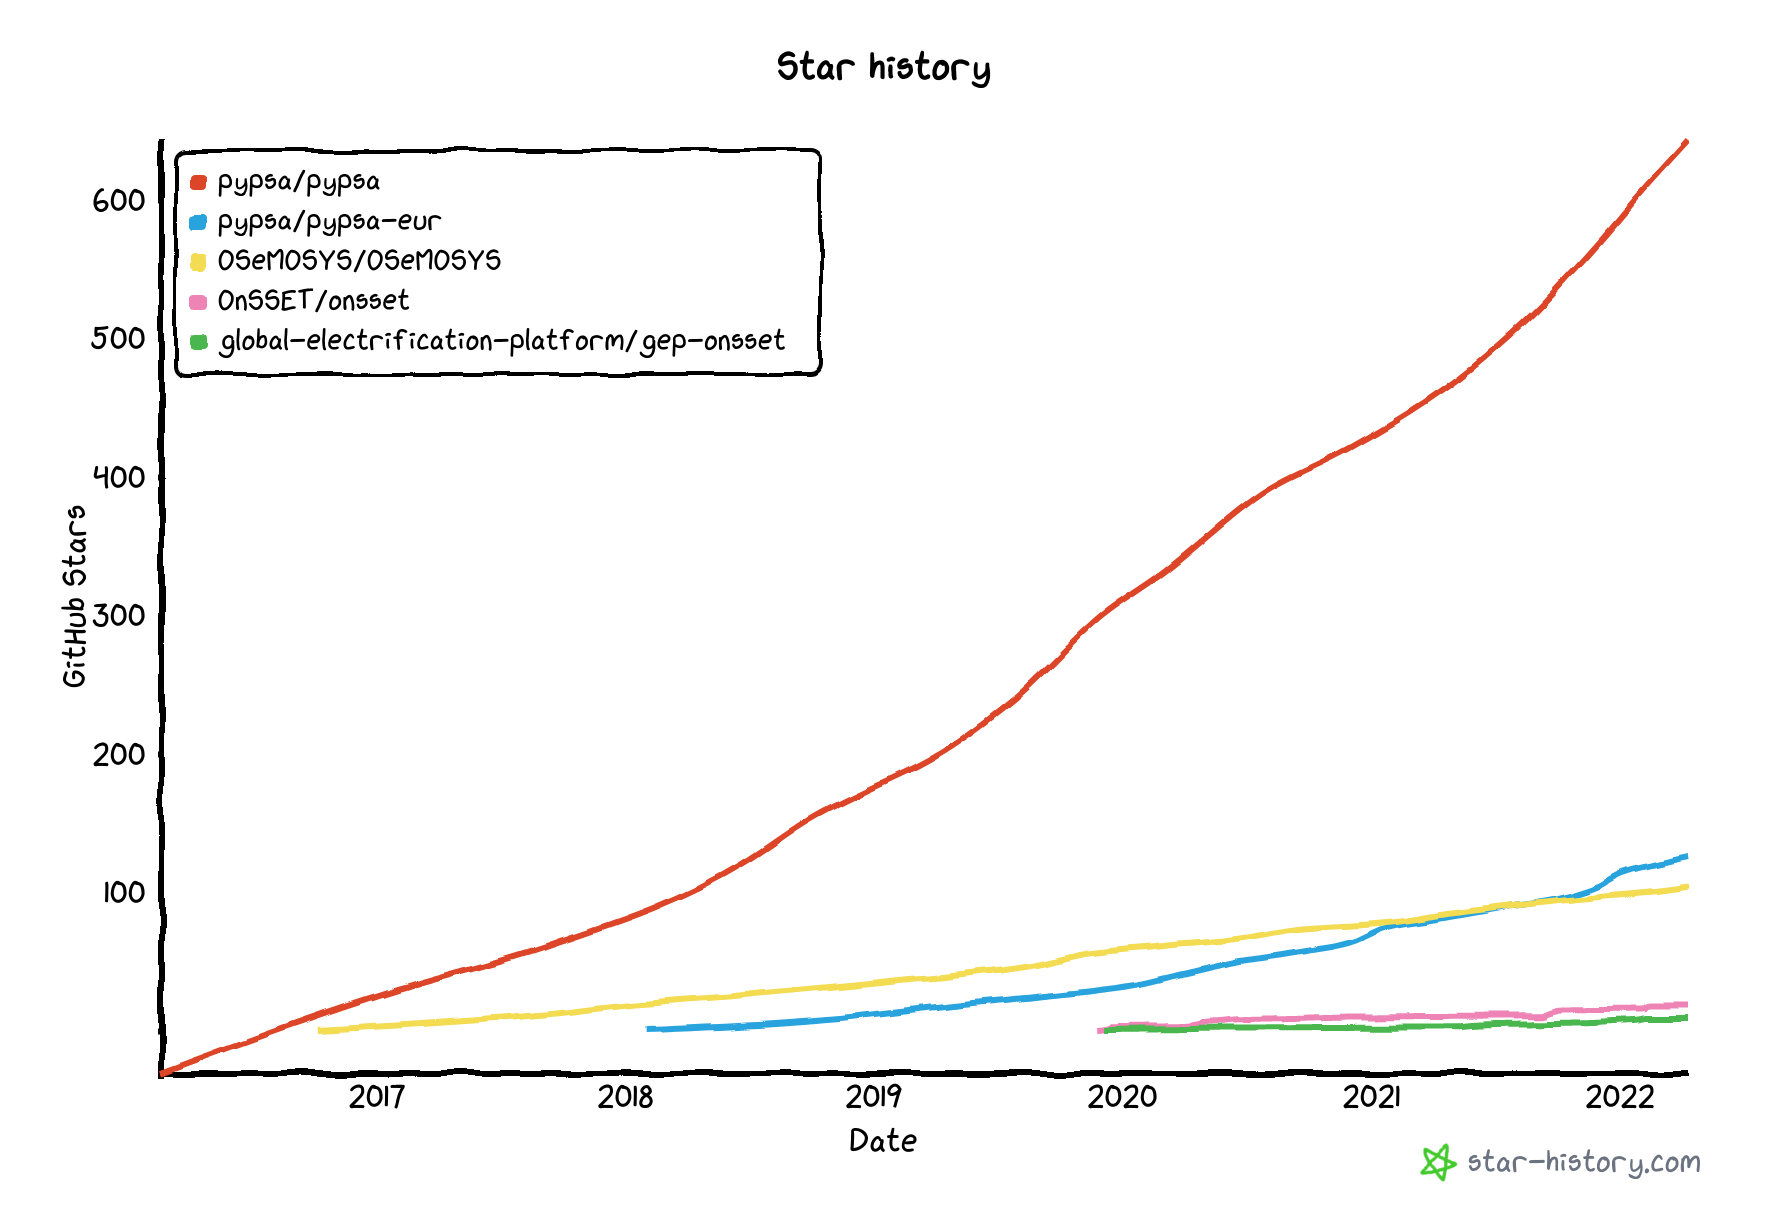 Star history
pypsa/pypsa
pypsa/pypsa-eur
OSeMOSYS/OSeMOSYS
OnSSET/onsset
global-electrification-platform/gep-onsset
600
500
400
300
200
100
GitHub Stars
2017 2018 2019 2020 2021 2022
Date
star-history.com